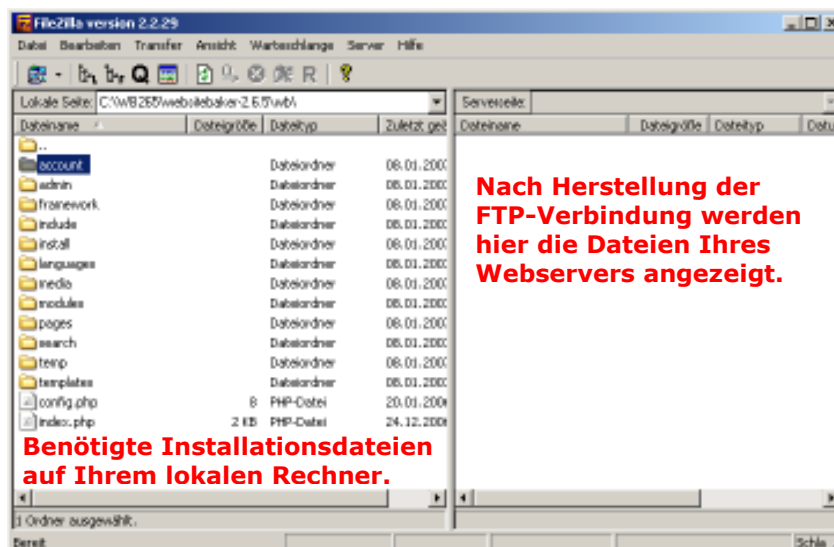 FileZilla version 2.2.29
Datei Bearbeiten Transfer Ansicht Warteschlange Server Hilfe
Lokale Seite: C:\WB265\websitebaker-2.6.5\wb\
Serverseite:
Dateiname Dateigröße Dateityp Zuletzt geä
Dateiname Dateigröße Dateityp Datu
..
account Dateiordner 08.01.200
admin Dateiordner 08.01.200
framework Dateiordner 08.01.200
include Dateiordner 08.01.200
install Dateiordner 08.01.200
languages Dateiordner 08.01.200
media Dateiordner 08.01.200
modules Dateiordner 08.01.200
pages Dateiordner 08.01.200
search Dateiordner 08.01.200
temp Dateiordner 08.01.200
templates Dateiordner 08.01.200
config.php 8 PHP-Datei 20.01.200
index.php 2 KB PHP-Datei 24.12.200
Benötigte Installationsdateien
auf Ihrem lokalen Rechner.
Nach Herstellung der
FTP-Verbindung werden
hier die Dateien Ihres
Webservers angezeigt.
1 Ordner ausgewählt.
Bereit
Schla